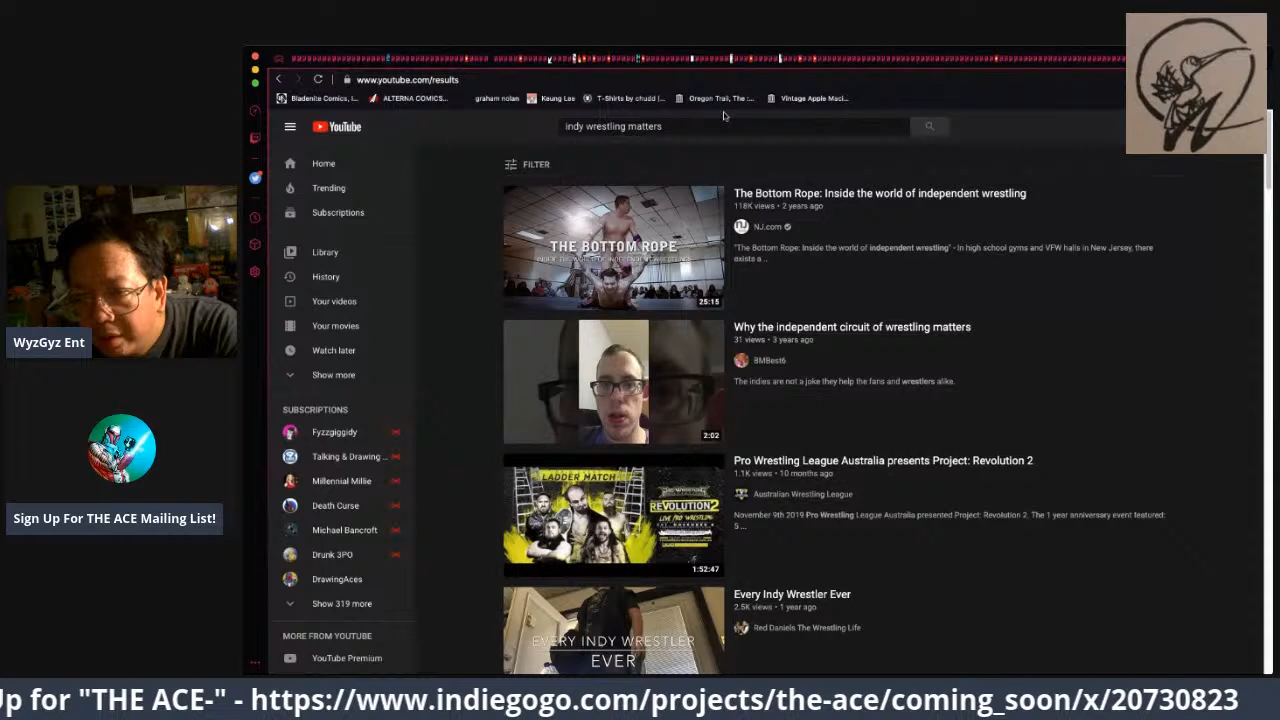 www.youtube.com/results
Bladenite Comics, I...
ALTERNA COMICS...
graham nolan
Keung Lee
T-Shirts by chudd |...
Oregon Trail, The :...
Vintage Apple Maci...
YouTube
indy wrestling matters
Home
Trending
Subscriptions
Library
History
Your videos
Your movies
Watch later
Show more
SUBSCRIPTIONS
Fyzzgiggidy
Talking & Drawing ...
Millennial Millie
Death Curse
Michael Bancroft
Drunk 3PO
DrawingAces
Show 319 more
MORE FROM YOUTUBE
YouTube Premium
FILTER
THE BOTTOM ROPE
INSIDE THE WORLD OF INDEPENDENT WRESTLING
25:15
The Bottom Rope: Inside the world of independent wrestling
118K views • 2 years ago
NJ.com
"The Bottom Rope: Inside the world of independent wrestling" - In high school gyms and VFW halls in New Jersey, there
exists a ..
2:02
Why the independent circuit of wrestling matters
31 views • 3 years ago
BMBest6
The indies are not a joke they help the fans and wrestlers alike.
LADDER MATCH
REVOLUTION2
LIVE PRO WRESTLING
1:52:47
Pro Wrestling League Australia presents Project: Revolution 2
1.1K views • 10 months ago
Australian Wrestling League
November 9th 2019 Pro Wrestling League Australia presented Project: Revolution 2. The 1 year anniversary event featured:
5 ...
EVERY INDY WRESTLER
EVER
Every Indy Wrestler Ever
2.5K views • 1 year ago
Red Daniels The Wrestling Life
WyzGyz Ent
Sign Up For THE ACE Mailing List!
Up for "THE ACE-" - https://www.indiegogo.com/projects/the-ace/coming_soon/x/20730823